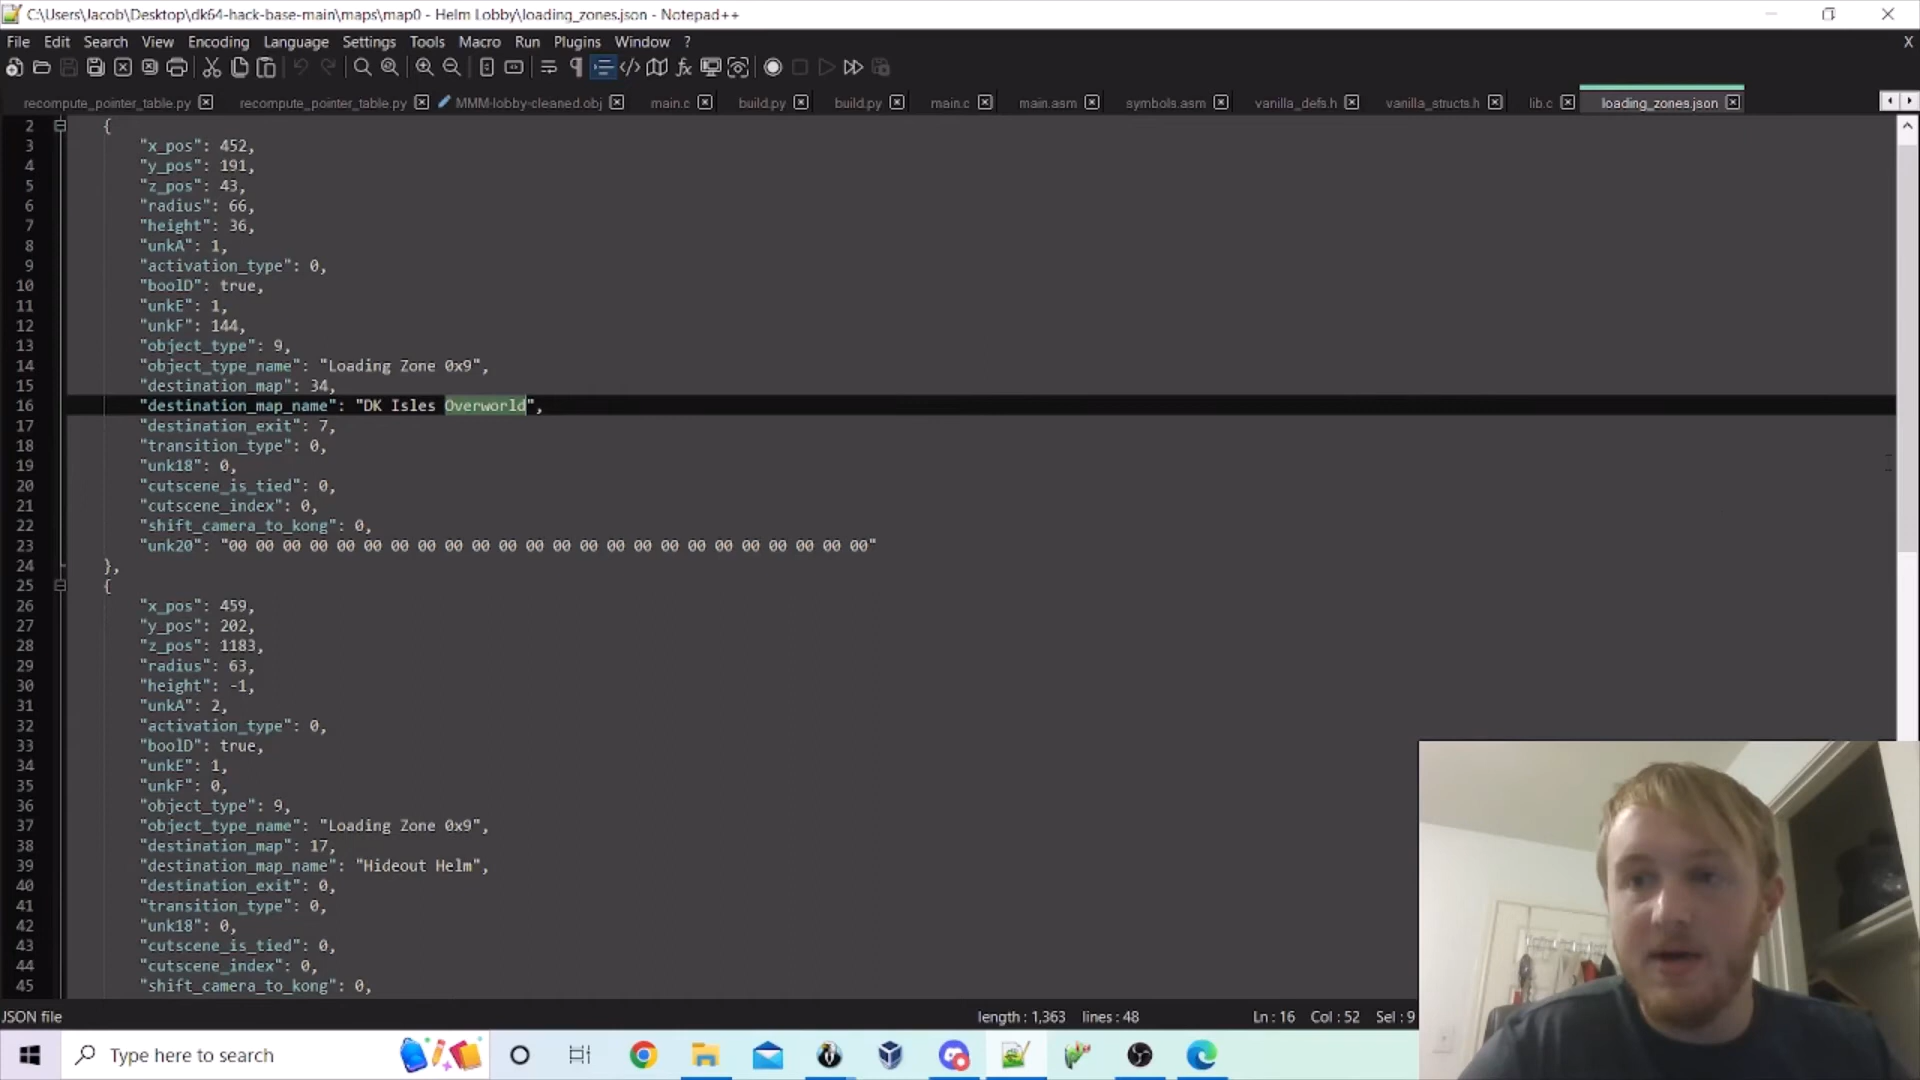 C:\Users\Jacob\Desktop\dk64-hack-base-main\maps\map0 - Helm Lobby\loading_zones.json - Notepad++
File Edit Search View Encoding Language Settings Tools Macro Run Plugins Window ? X
recompute_pointer_table.py recompute_pointer_table.py MMM-lobby-cleaned.obj main.c build.py build.py main.c main.asm symbols.asm vanilla_defs.h vanilla_structs.h lib.c loading_zones.json
2 {
3 "x_pos": 452,
4 "y_pos": 191,
5 "z_pos": 43,
6 "radius": 66,
7 "height": 36,
8 "unkA": 1,
9 "activation_type": 0,
10 "boolD": true,
11 "unkE": 1,
12 "unkF": 144,
13 "object_type": 9,
14 "object_type_name": "Loading Zone 0x9",
15 "destination_map": 34,
16 "destination_map_name": "DK Isles Overworld",
17 "destination_exit": 7,
18 "transition_type": 0,
19 "unk18": 0,
20 "cutscene_is_tied": 0,
21 "cutscene_index": 0,
22 "shift_camera_to_kong": 0,
23 "unk20": "00 00 00 00 00 00 00 00 00 00 00 00 00 00 00 00 00 00 00 00 00 00 00 00"
24 },
25 {
26 "x_pos": 459,
27 "y_pos": 202,
28 "z_pos": 1183,
29 "radius": 63,
30 "height": -1,
31 "unkA": 2,
32 "activation_type": 0,
33 "boolD": true,
34 "unkE": 1,
35 "unkF": 0,
36 "object_type": 9,
37 "object_type_name": "Loading Zone 0x9",
38 "destination_map": 17,
39 "destination_map_name": "Hideout Helm",
40 "destination_exit": 0,
41 "transition_type": 0,
42 "unk18": 0,
43 "cutscene_is_tied": 0,
44 "cutscene_index": 0,
45 "shift_camera_to_kong": 0,
JSON file length : 1,363 lines : 48 Ln : 16 Col : 52 Sel : 9
Type here to search